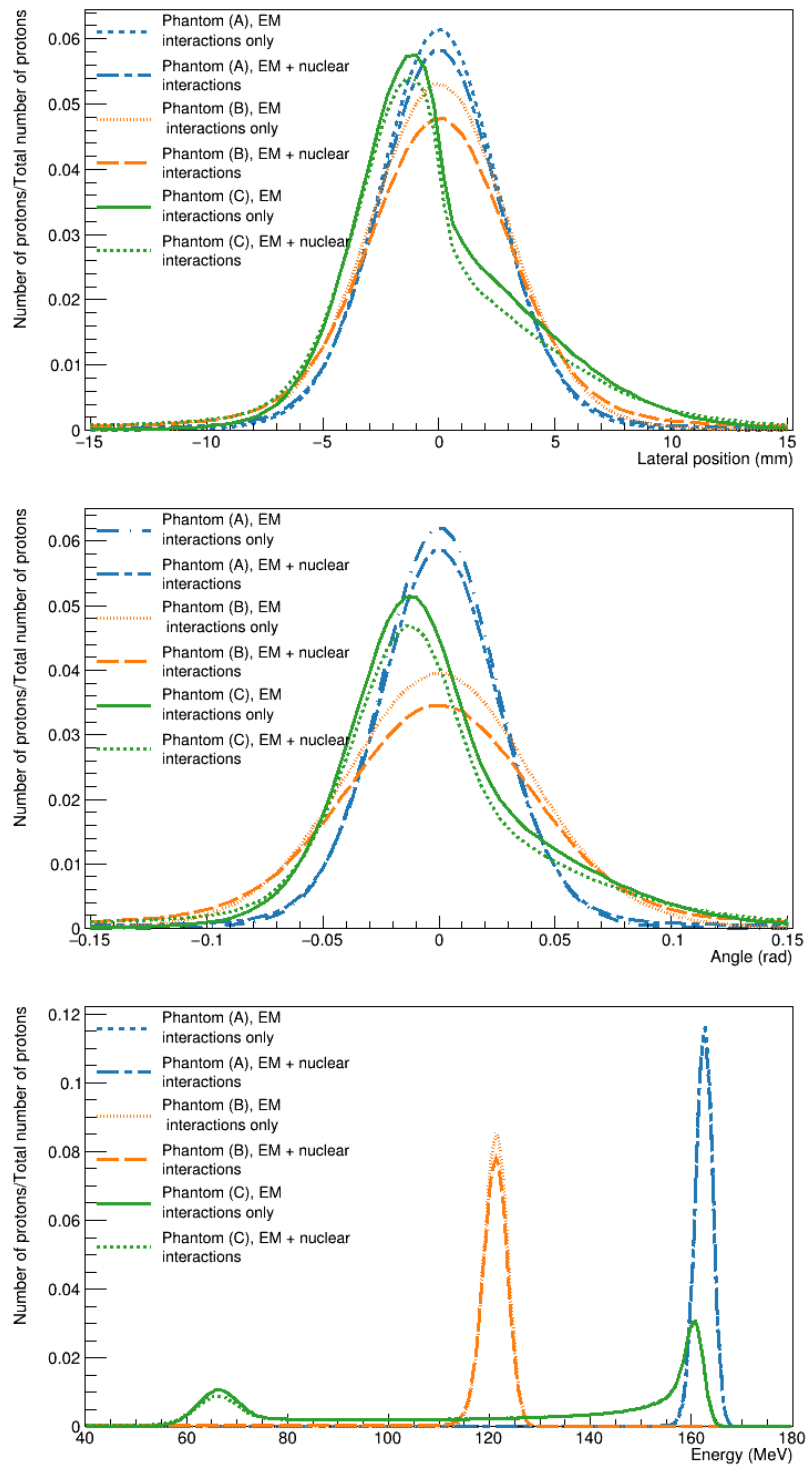 Number of protons/Total number of protons
0.06
0.05
0.04
0.03
0.02
0.01
0
Phantom (A), EM
interactions only
Phantom (A), EM + nuclear
interactions
Phantom (B), EM
interactions only
Phantom (B), EM + nuclear
interactions
Phantom (C), EM
interactions only
Phantom (C), EM + nuclear
interactions
−15 −10 −5 0 5 10 15
Lateral position (mm)
Number of protons/Total number of protons
0.06
0.05
0.04
0.03
0.02
0.01
0
Phantom (A), EM
interactions only
Phantom (A), EM + nuclear
interactions
Phantom (B), EM
interactions only
Phantom (B), EM + nuclear
interactions
Phantom (C), EM
interactions only
Phantom (C), EM + nuclear
interactions
−0.15 −0.1 −0.05 0 0.05 0.1 0.15
Angle (rad)
Number of protons/Total number of protons
0.12
0.1
0.08
0.06
0.04
0.02
0
Phantom (A), EM
interactions only
Phantom (A), EM + nuclear
interactions
Phantom (B), EM
interactions only
Phantom (B), EM + nuclear
interactions
Phantom (C), EM
interactions only
Phantom (C), EM + nuclear
interactions
40 60 80 100 120 140 160 180
Energy (MeV)